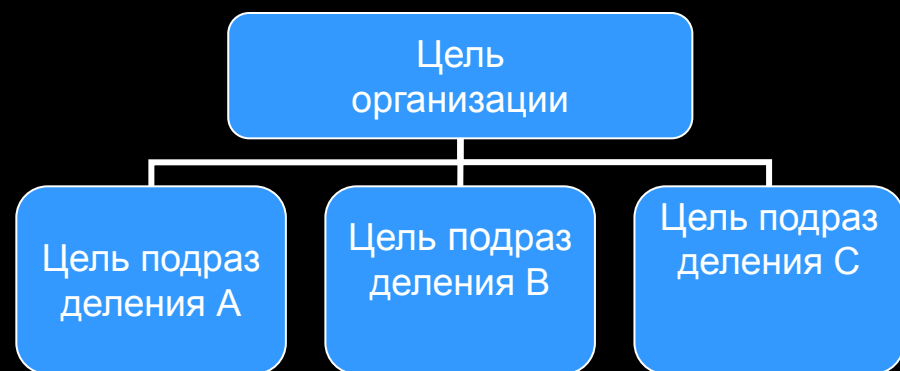 Цель
организации
Цель подраз
деления А
Цель подраз
деления В
Цель подраз
деления С